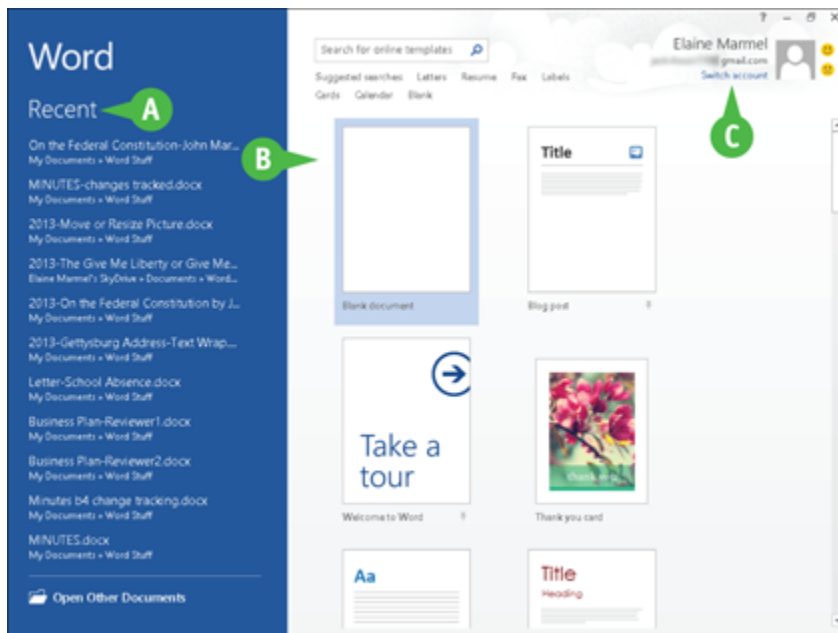 Word
Recent
A
On the Federal Constitution-John Mar...
My Documents » Word Stuff
MINUTES-changes tracked.docx
My Documents » Word Stuff
2013-Move or Resize Picture.docx
My Documents » Word Stuff
2013-The Give Me Liberty or Give Me...
Elaine Marmel's SkyDrive » Documents » Word...
2013-On the Federal Constitution by J...
My Documents » Word Stuff
2013-Gettysburg Address-Text Wrap...
My Documents » Word Stuff
Letter-School Absence.docx
My Documents » Word Stuff
Business Plan-Reviewer1.docx
My Documents » Word Stuff
Business Plan-Reviewer2.docx
My Documents » Word Stuff
Minutes b4 change tracking.docx
My Documents » Word Stuff
MINUTES.docx
My Documents » Word Stuff
Open Other Documents
?
Search for online templates
Suggested searches: Letters Resume Fax Labels
Cards Calendar Blank
Elaine Marmel
gmail.com
Switch account
C
B
Blank document
Title
Blog post
Take a
tour
Welcome to Word
thank you
Thank you card
Aa
Title
Heading